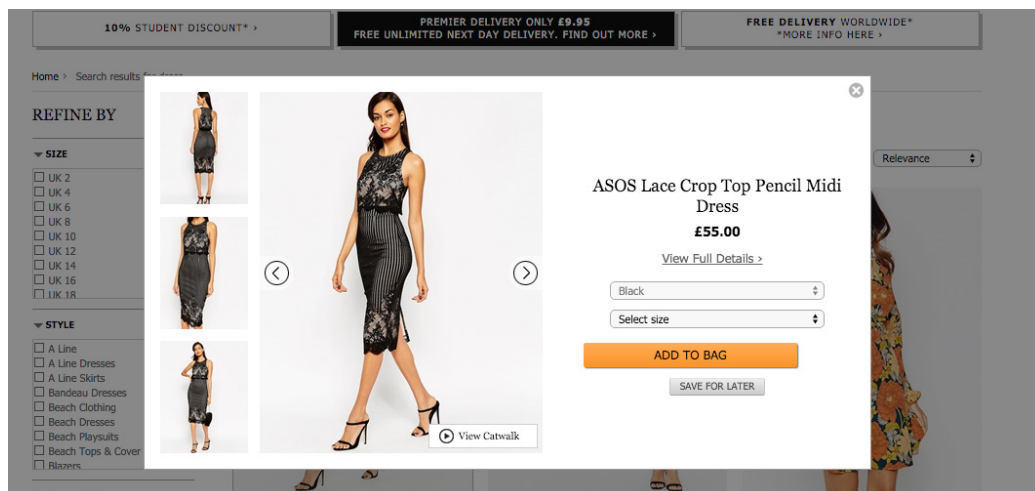 10% STUDENT DISCOUNT* ›
PREMIER DELIVERY ONLY £9.95
FREE UNLIMITED NEXT DAY DELIVERY. FIND OUT MORE ›
FREE DELIVERY WORLDWIDE*
*MORE INFO HERE ›
Home › Search results for dress
REFINE BY
SIZE
UK 2
UK 4
UK 6
UK 8
UK 10
UK 12
UK 14
UK 16
UK 18
STYLE
A Line
A Line Dresses
A Line Skirts
Bandeau Dresses
Beach Clothing
Beach Dresses
Beach Playsuits
Beach Tops & Cover
Blazers
Relevance
View Catwalk
ASOS Lace Crop Top Pencil Midi
Dress
£55.00
View Full Details ›
Black
Select size
ADD TO BAG
SAVE FOR LATER